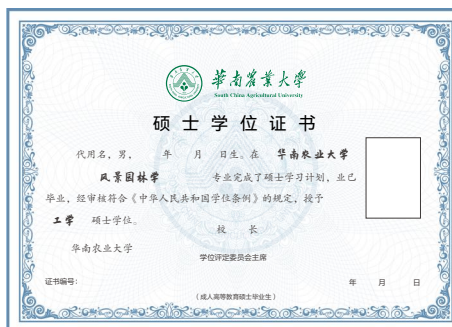 華南農業大學
South China Agricultural University
硕士学位证书
代用名，男， 年 月 日生。在 华南农业大学
风景园林学 专业完成了硕士学习计划，业已
毕业，经审核符合《中华人民共和国学位条例》的规定，授予
工学 硕士学位。
校 长
华南农业大学
学位评定委员会主席
证书编号：
年 月 日
（成人高等教育硕士毕业生）